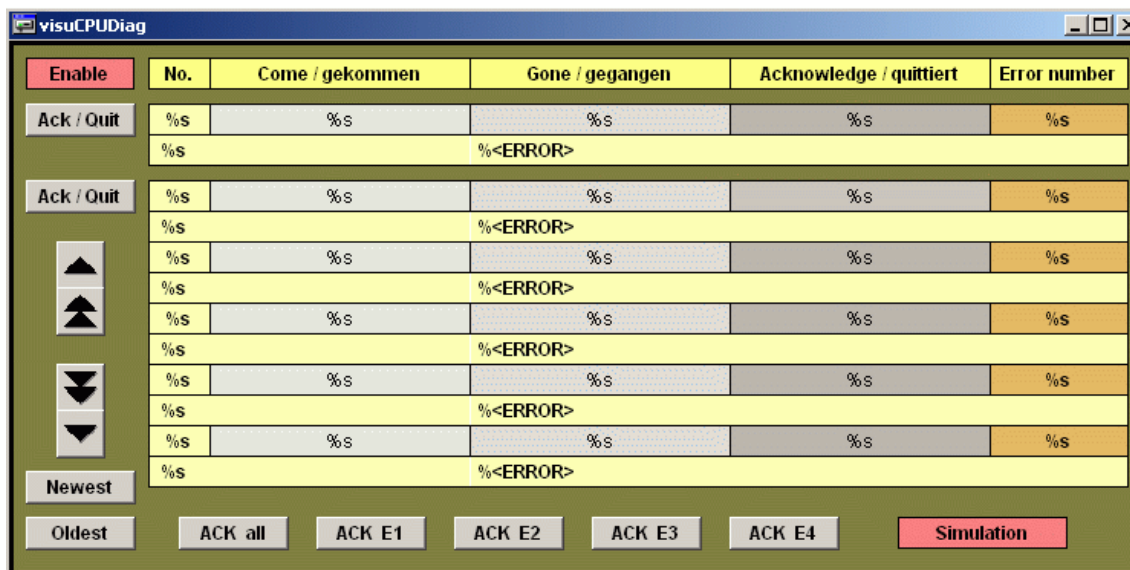 visuCPUDiag
Enable No. Come / gekommen Gone / gegangen Acknowledge / quittiert Error number
Ack / Quit %s %s %s %s %s
%s %<ERROR>
Ack / Quit %s %s %s %s %s
%s %<ERROR>
%s %s %s %s %s
%s %<ERROR>
%s %s %s %s %s
%s %<ERROR>
%s %s %s %s %s
%s %<ERROR>
%s %s %s %s %s
%s %<ERROR>
Newest
Oldest ACK all ACK E1 ACK E2 ACK E3 ACK E4 Simulation